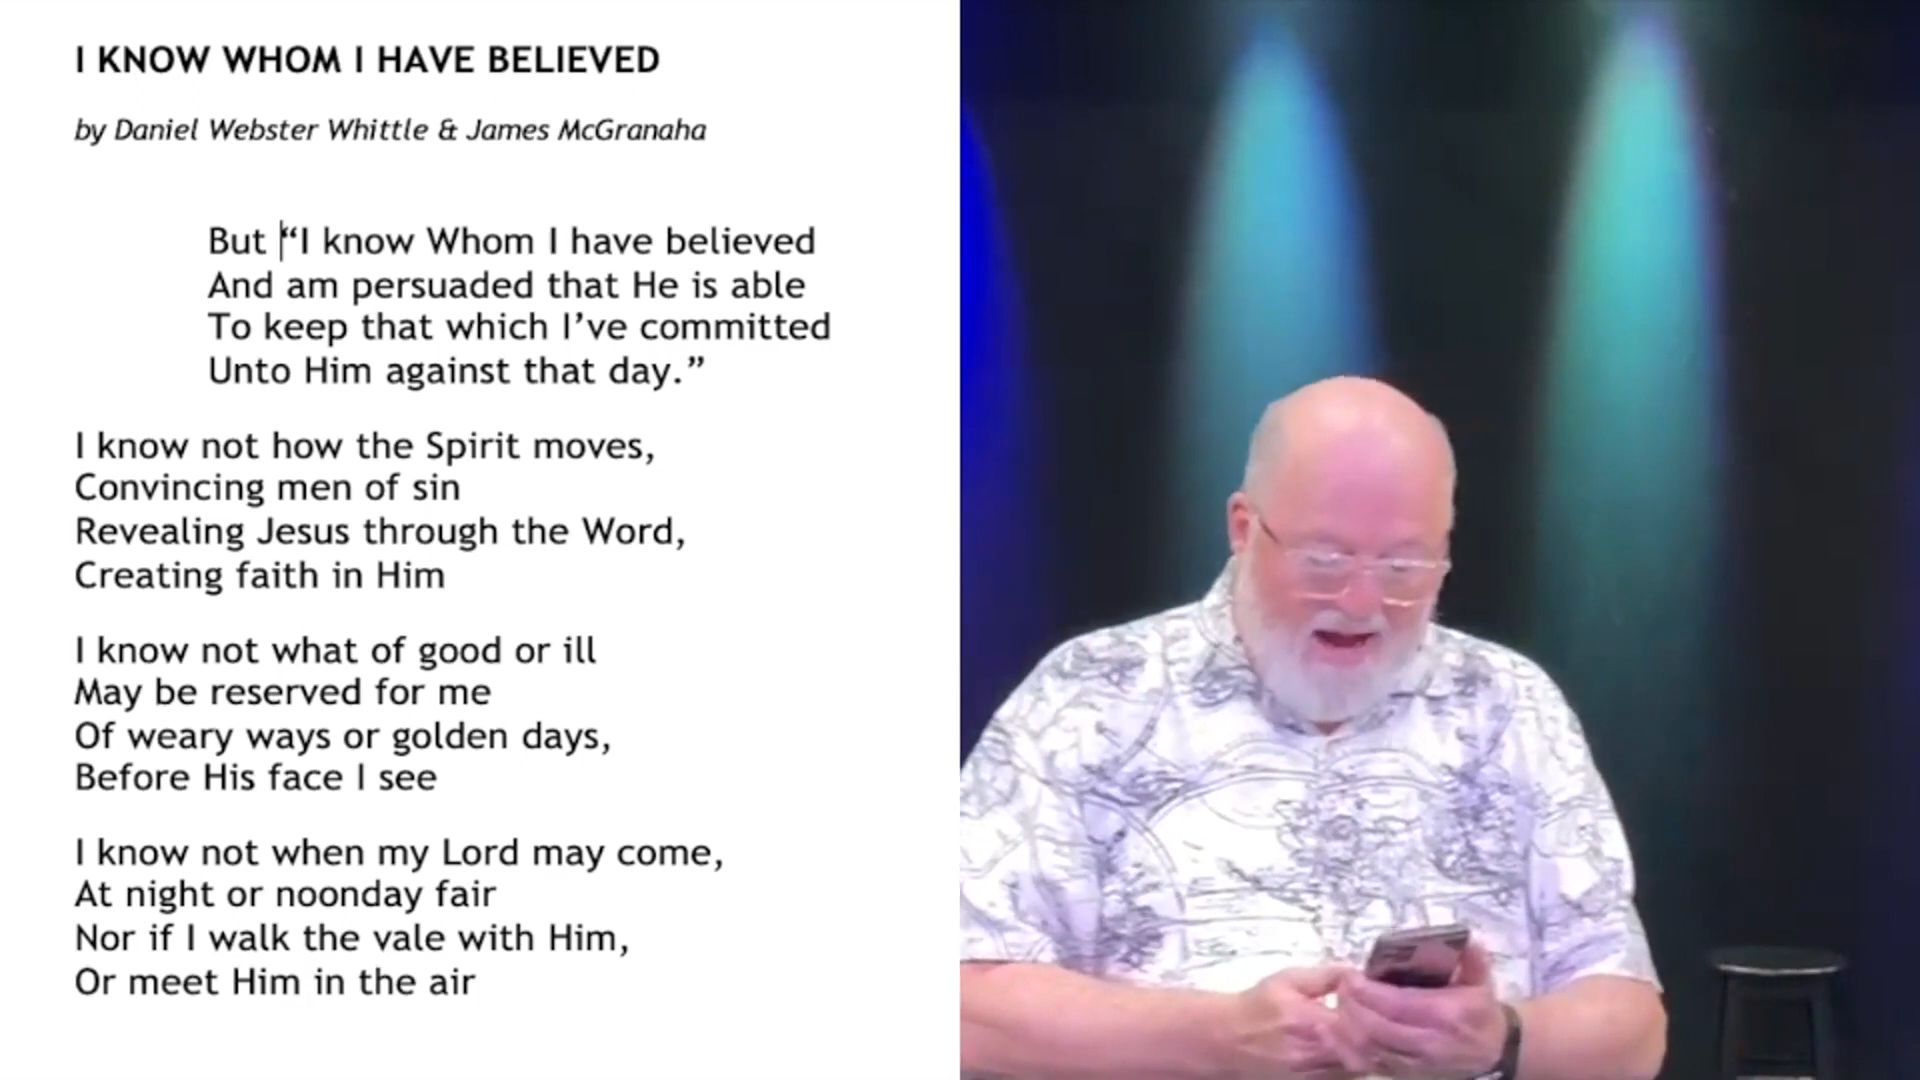 I KNOW WHOM I HAVE BELIEVED
by Daniel Webster Whittle & James McGranaha
But “I know Whom I have believed
And am persuaded that He is able
To keep that which I’ve committed
Unto Him against that day.”
I know not how the Spirit moves,
Convincing men of sin
Revealing Jesus through the Word,
Creating faith in Him
I know not what of good or ill
May be reserved for me
Of weary ways or golden days,
Before His face I see
I know not when my Lord may come,
At night or noonday fair
Nor if I walk the vale with Him,
Or meet Him in the air